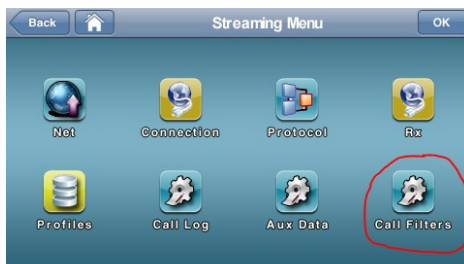 Back Streaming Menu OK
Net Connection Protocol Rx
Profiles Call Log Aux Data Call Filters